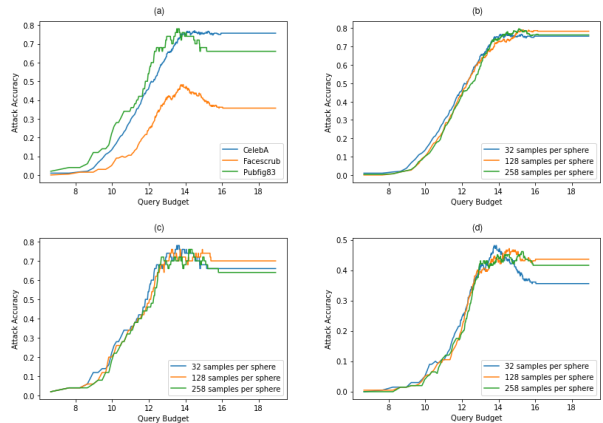 (a)
Attack Accuracy
0.8
0.7
0.6
0.5
0.4
0.3
0.2
0.1
0.0
CelebA
Facescrub
Pubfig83
8 10 12 14 16 18
Query Budget
(b)
Attack Accuracy
0.8
0.7
0.6
0.5
0.4
0.3
0.2
0.1
0.0
32 samples per sphere
128 samples per sphere
258 samples per sphere
8 10 12 14 16 18
Query Budget
(c)
Attack Accuracy
0.8
0.7
0.6
0.5
0.4
0.3
0.2
0.1
0.0
32 samples per sphere
128 samples per sphere
258 samples per sphere
8 10 12 14 16 18
Query Budget
(d)
Attack Accuracy
0.5
0.4
0.3
0.2
0.1
0.0
32 samples per sphere
128 samples per sphere
258 samples per sphere
8 10 12 14 16 18
Query Budget